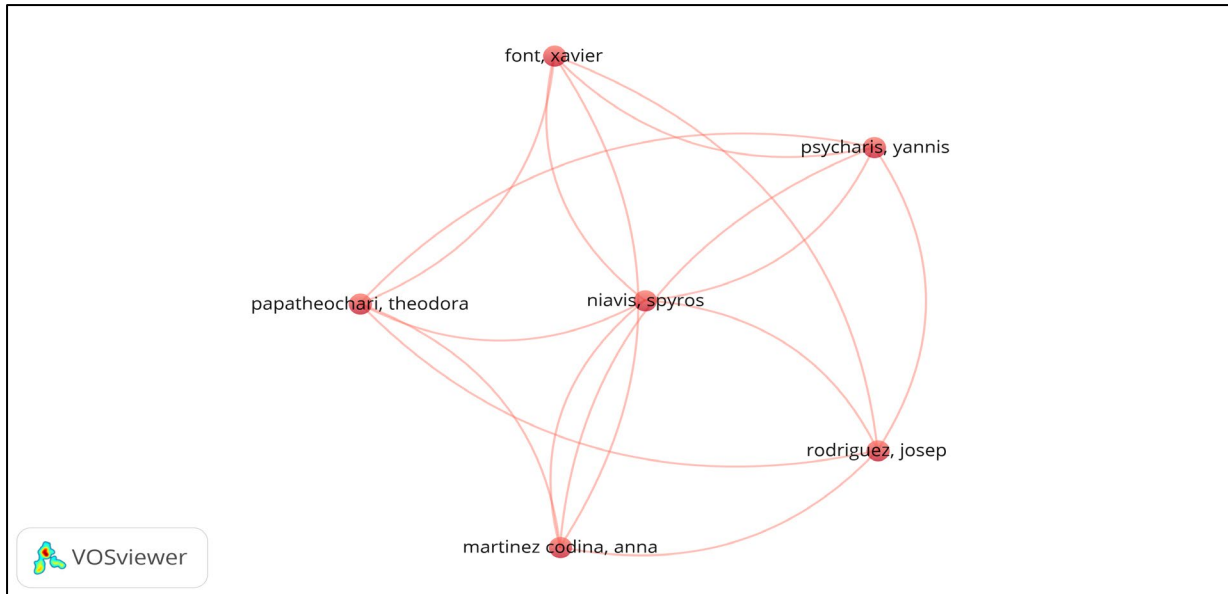 font, xavier
psycharis, yannis
papatheochari, theodora
niavis, spyros
rodriguez, josep
martinez codina, anna
VOSviewer